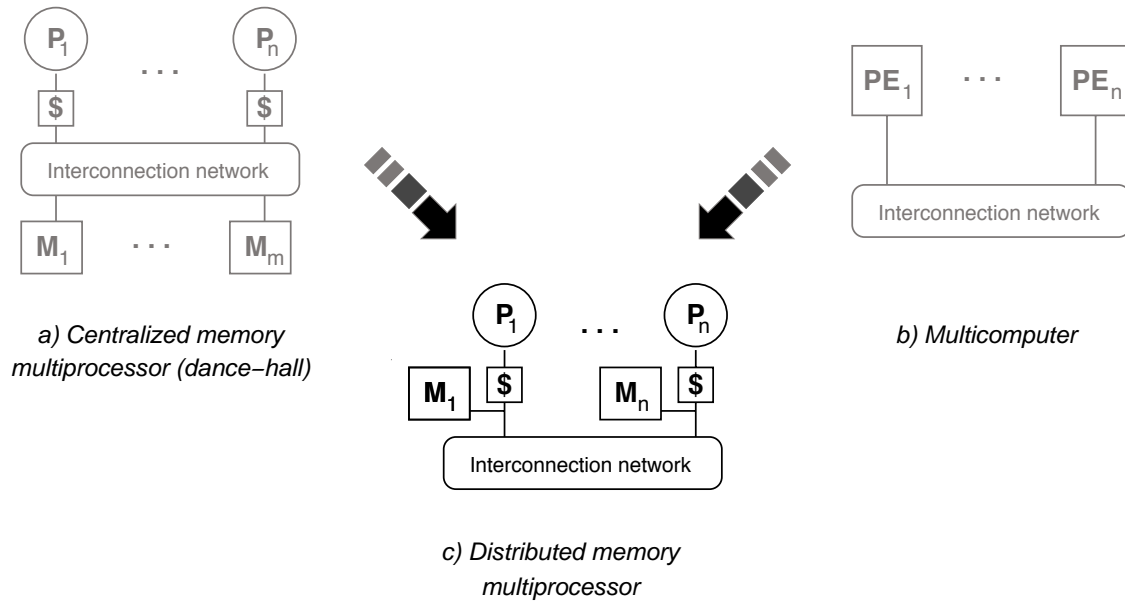 P1 . . . Pn
$ $
Interconnection network
M1 . . . Mm
a) Centralized memory
multiprocessor (dance–hall)
PE1 . . . PEn
Interconnection network
b) Multicomputer
P1 . . . Pn
M1 $ Mn $
Interconnection network
c) Distributed memory
multiprocessor